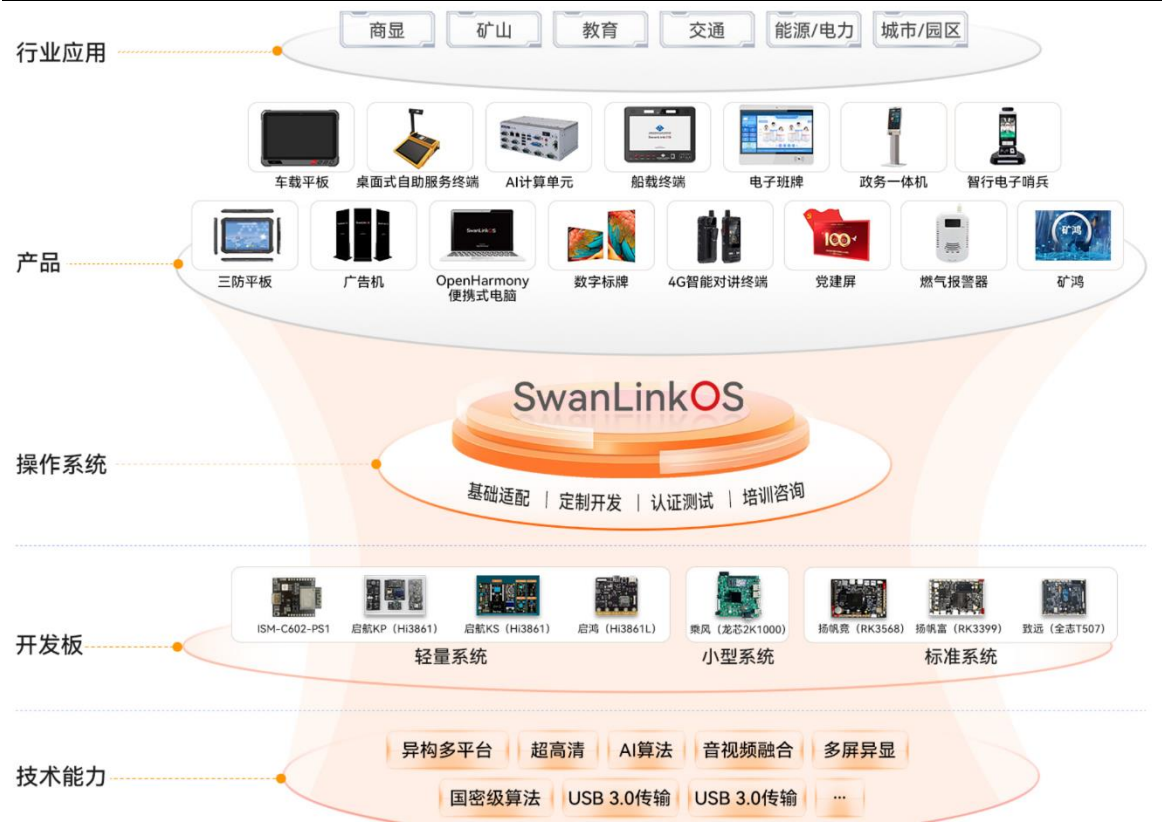 行业应用
商显
矿山
教育
交通
能源/电力
城市/园区
车载平板
桌面式自助服务终端
AI计算单元
船载终端
电子班牌
政务一体机
智行电子哨兵
产品
三防平板
广告机
SwanLinkOS
OpenHarmony
便携式电脑
数字标牌
4G智能对讲终端
100
党建屏
燃气报警器
矿鸿
矿鸿
SwanLinkOS
操作系统
基础适配 | 定制开发 | 认证测试 | 培训咨询
开发板
ISM-C602-PS1
启航KP（Hi3861）
启航KS（Hi3861）
启鸿（Hi3861L）
乘风（龙芯2K1000）
扬帆竞（RK3568）
扬帆富（RK3399）
致远（全志T507）
轻量系统
小型系统
标准系统
技术能力
异构多平台
超高清
AI算法
音视频融合
多屏异显
国密级算法
USB 3.0传输
USB 3.0传输
...